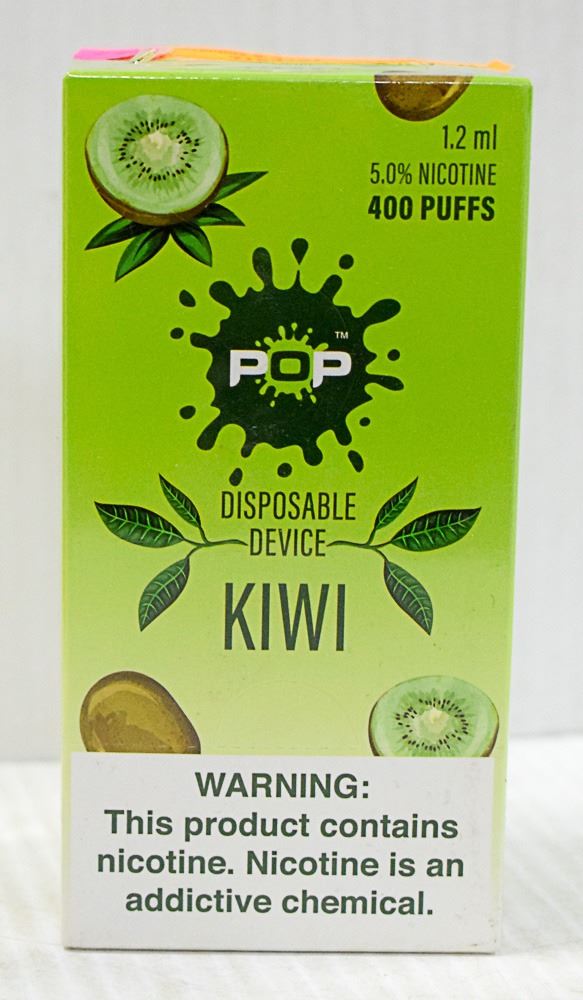 1.2 ml
5.0% NICOTINE
400 PUFFS
POP™
DISPOSABLE
DEVICE
KIWI
WARNING:
This product contains
nicotine. Nicotine is an
addictive chemical.